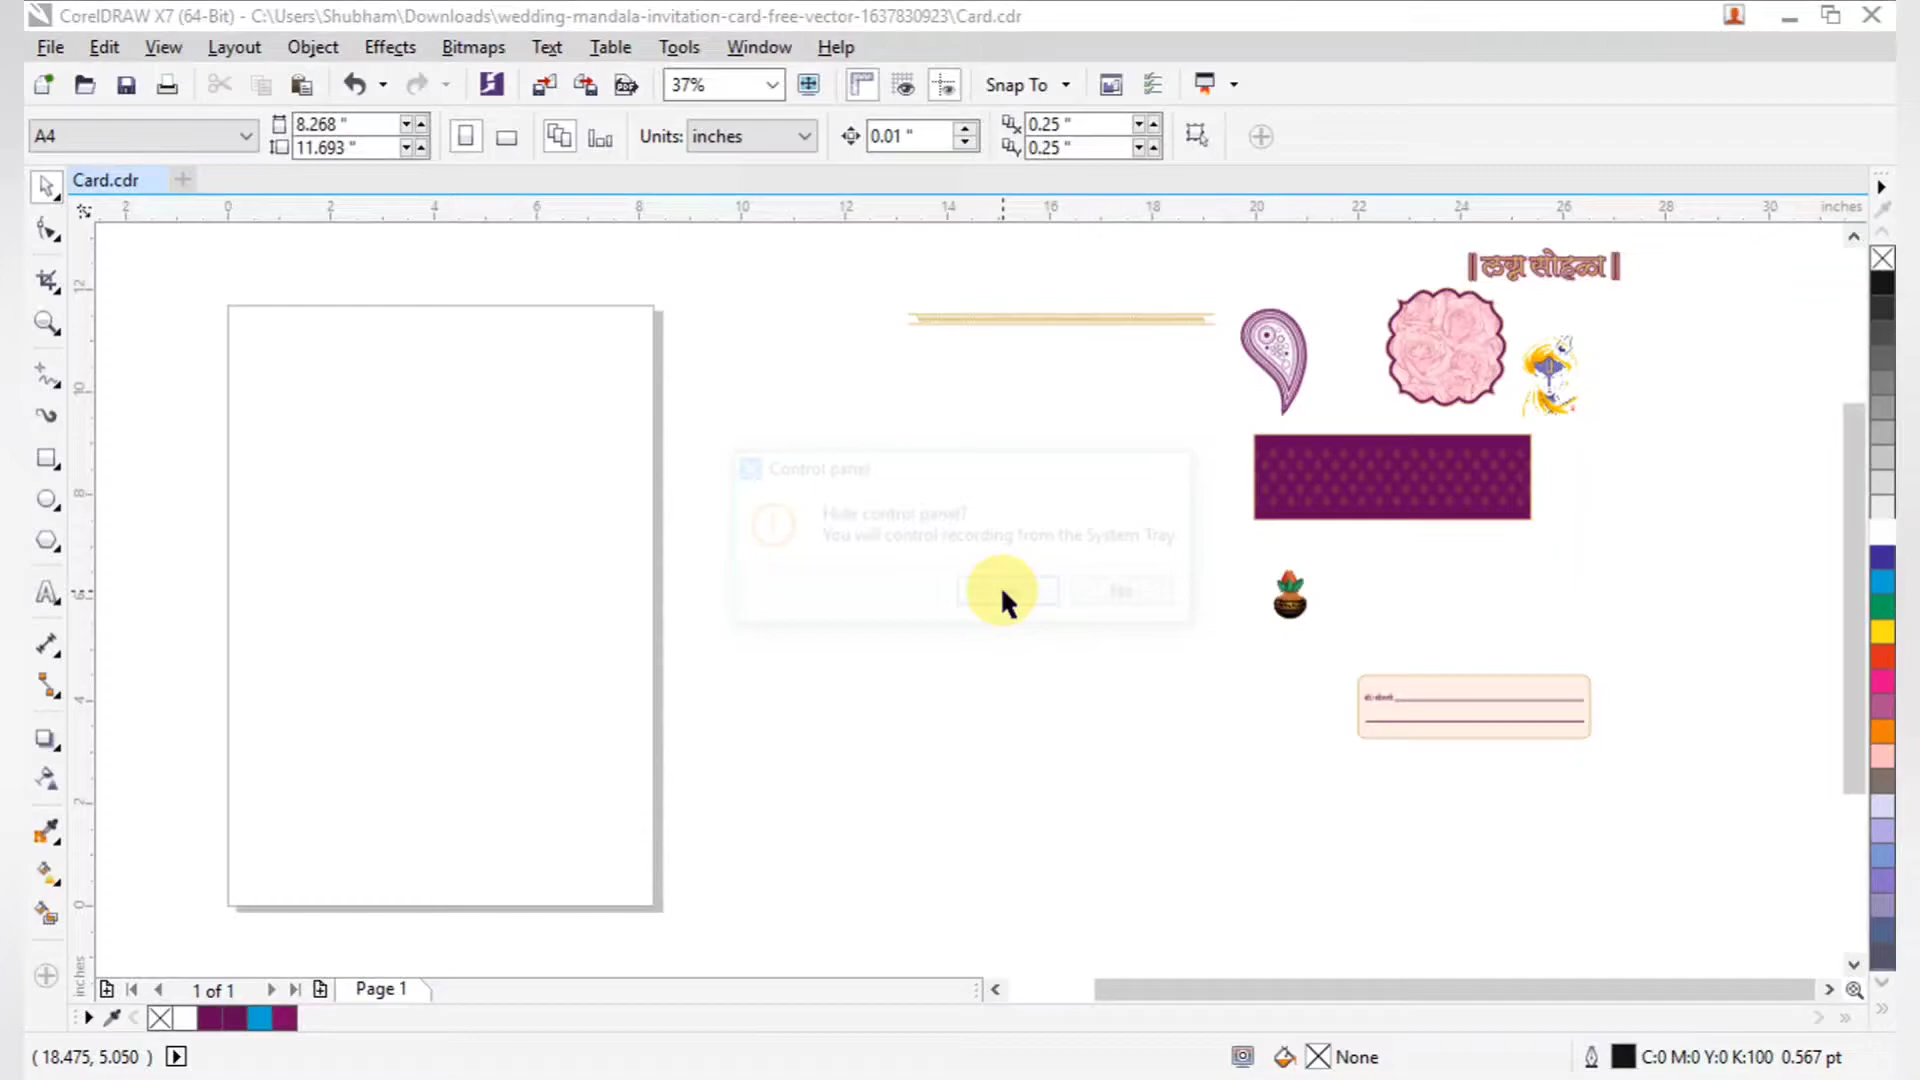 CorelDRAW X7 (64-Bit) - C:\Users\Shubham\Downloads\wedding-mandala-invitation-card-free-vector-1637830923\Card.cdr
File Edit View Layout Object Effects Bitmaps Text Table Tools Window Help
37% Snap To
A4 8.268 " 11.693 " Units: inches 0.01 " 0.25 " 0.25 "
Card.cdr
2 0 2 4 6 8 10 12 14 16 18 20 22 24 26 28 30 inches
12
10
8
6
4
2
0
inches
|| लग्न सोहळा ||
Control panel
Hide control panel?
You will control recording from the System Tray
1 of 1 Page 1
( 18.475, 5.050 ) None C:0 M:0 Y:0 K:100 0.567 pt